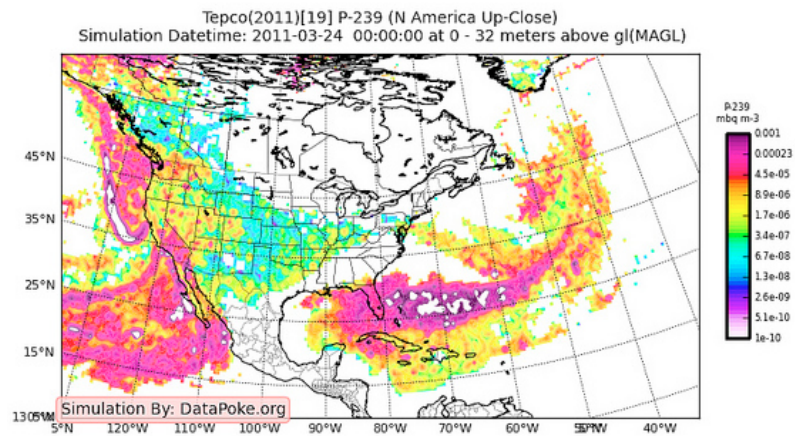 Tepco(2011)[19] P-239 (N America Up-Close)
Simulation Datetime: 2011-03-24 00:00:00 at 0 - 32 meters above gl(MAGL)
P-239
mbq m-3
0.001
0.00023
4.5e-05
8.9e-06
1.7e-06
3.4e-07
6.7e-08
1.3e-08
2.6e-09
5.1e-10
1e-10
45°N
35°N
25°N
15°N
Simulation By: DataPoke.org
5°N 120°W 110°W 100°W 90°W 80°W 70°W 60°W 40°W